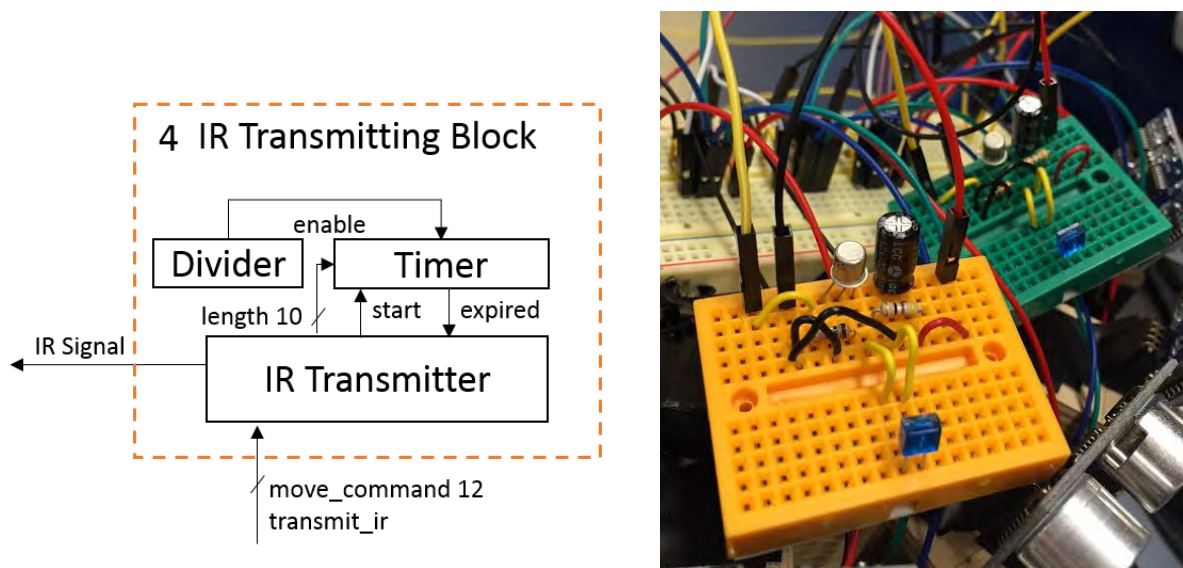 4 IR Transmitting Block
enable
Divider
Timer
length 10
start
expired
IR Signal
IR Transmitter
move_command 12
transmit_ir